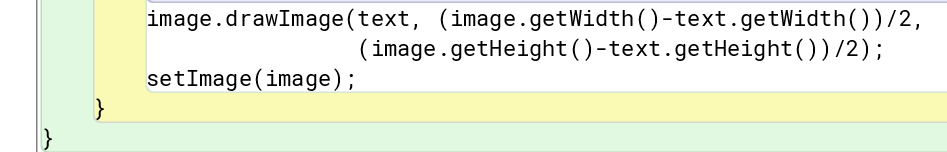 image.drawImage(text, (image.getWidth()-text.getWidth())/2,
(image.getHeight()-text.getHeight())/2);
setImage(image);
}
}